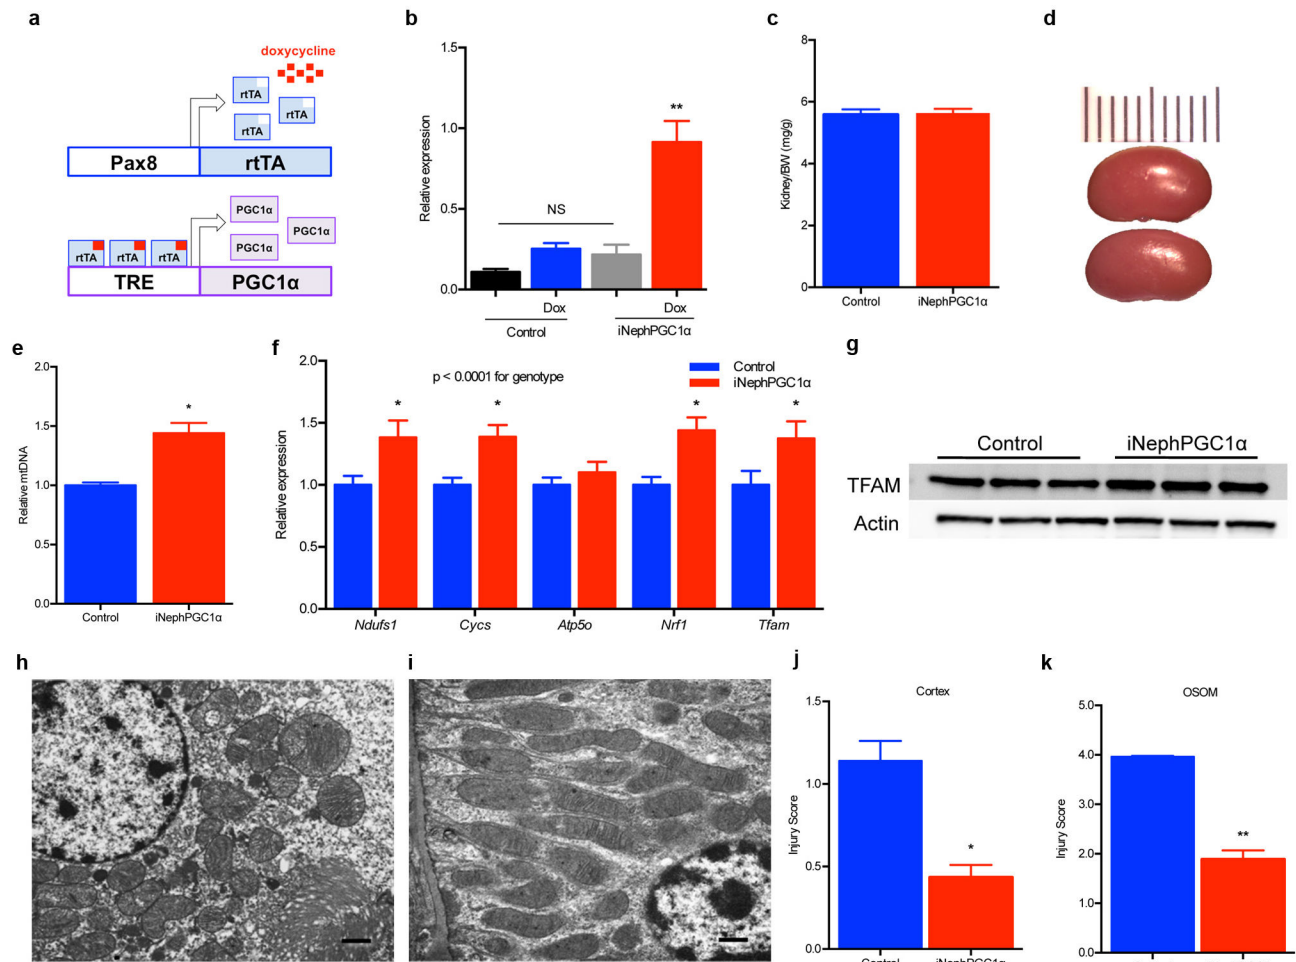 a
doxycycline
rtTA
rtTA
rtTA
Pax8
rtTA
PGC1α
PGC1α
PGC1α
rtTA
rtTA
rtTA
TRE
PGC1α
b
Relative expression
1.5
1.0
0.5
0.0
**
NS
Dox
Dox
Control
iNephPGC1α
c
Kidney/BW (mg/g)
8
6
4
2
0
Control
iNephPGC1α
d
e
Relative mtDNA
2.0
1.5
1.0
0.5
0.0
*
Control
iNephPGC1α
f
Relative expression
2.0
1.5
1.0
0.5
0.0
p < 0.0001 for genotype
Control
iNephPGC1α
*
*
*
*
Ndufs1
Cycs
Atp5o
Nrf1
Tfam
g
Control
iNephPGC1α
TFAM
Actin
h
i
j
Cortex
Injury Score
1.5
1.0
0.5
0.0
*
Control
iNephPGC1α
k
OSOM
Injury Score
5.0
4.0
3.0
2.0
1.0
0.0
**